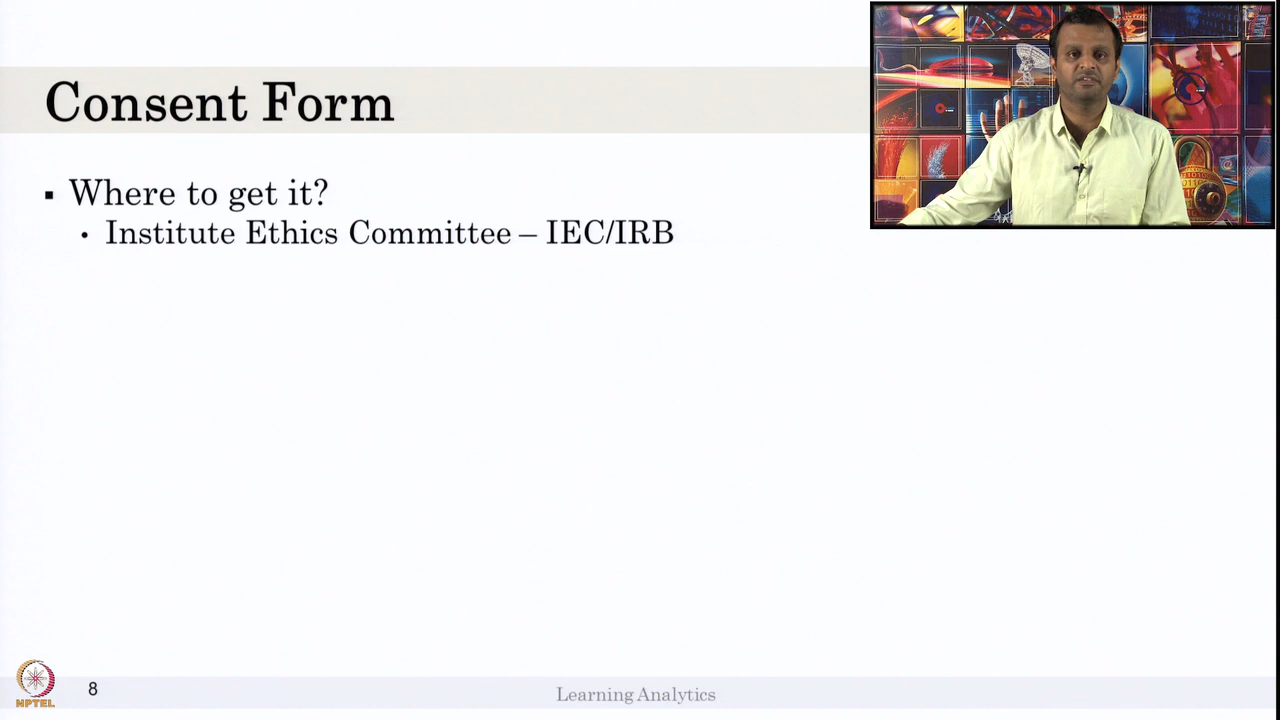 Consent Form
▪ Where to get it?
• Institute Ethics Committee – IEC/IRB
NPTEL
8
Learning Analytics